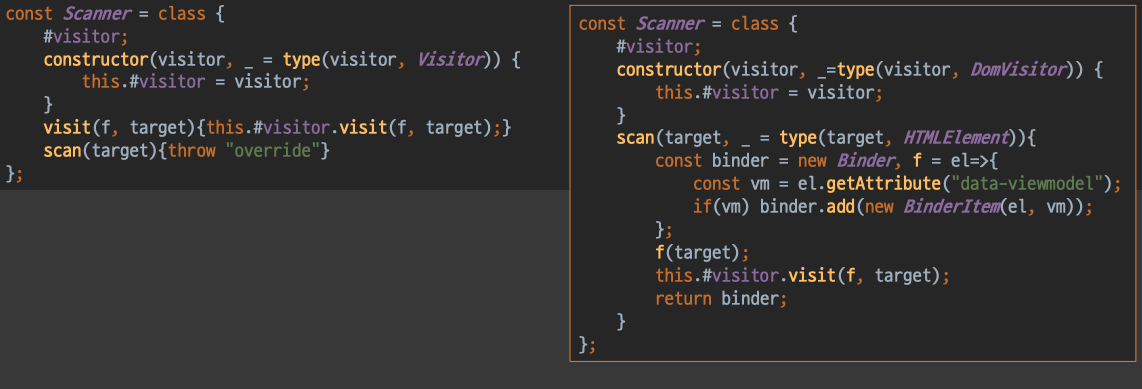 const Scanner = class {
    #visitor;
    constructor(visitor, _ = type(visitor, Visitor)) {
        this.#visitor = visitor;
    }
    visit(f, target){this.#visitor.visit(f, target);}
    scan(target){throw "override"}
};
const Scanner = class {
    #visitor;
    constructor(visitor, _=type(visitor, DomVisitor)) {
        this.#visitor = visitor;
    }
    scan(target, _ = type(target, HTMLElement)){
        const binder = new Binder, f = el=>{
            const vm = el.getAttribute("data-viewmodel");
            if(vm) binder.add(new BinderItem(el, vm));
        };
        f(target);
        this.#visitor.visit(f, target);
        return binder;
    }
};